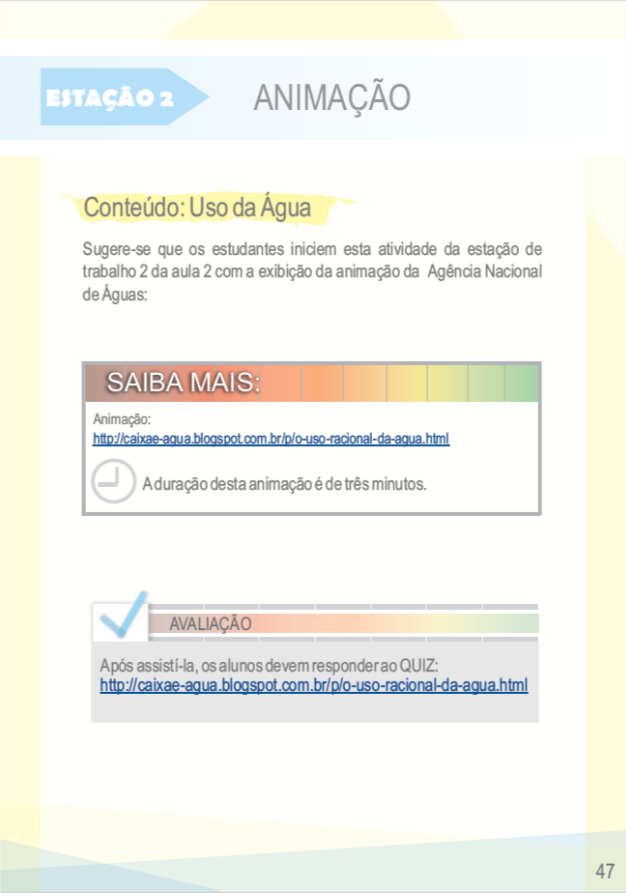 ESTAÇÃO 2
ANIMAÇÃO
Conteúdo: Uso da Água
Sugere-se que os estudantes iniciem esta atividade da estação de
trabalho 2 da aula 2 com a exibição da animação da Agência Nacional
de Águas:
SAIBA MAIS:
Animação:
http://caixae-agua.blogspot.com.br/p/o-uso-racional-da-agua.html
A duração desta animação é de três minutos.
AVALIAÇÃO
Após assistí-la, os alunos devem responder ao QUIZ:
http://caixae-agua.blogspot.com.br/p/o-uso-racional-da-agua.html
47